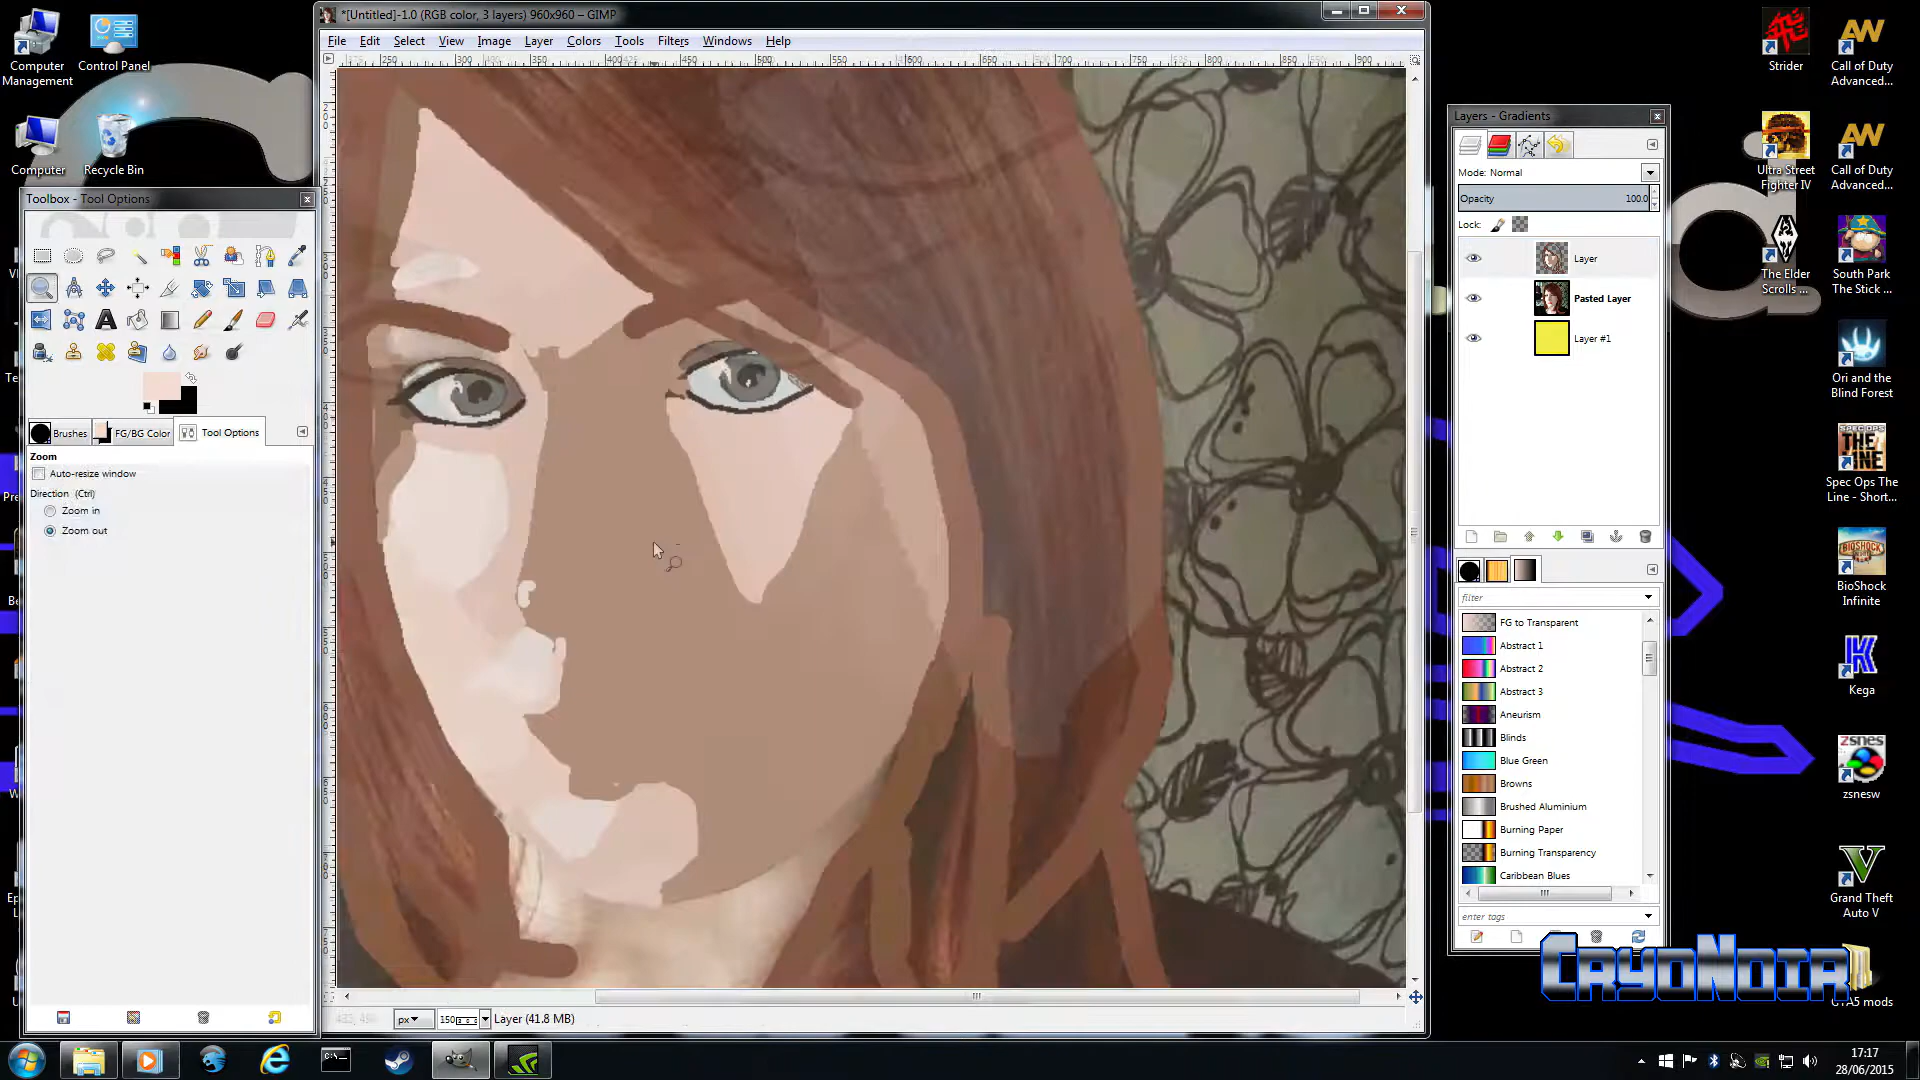 *[Untitled]-1.0 (RGB color, 3 layers) 960x960 – GIMP
File Edit Select View Image Layer Colors Tools Filters Windows Help
Computer Management
Control Panel
Computer
Recycle Bin
Toolbox - Tool Options
Brushes
FG/BG Color
Tool Options
Zoom
Auto-resize window
Direction (Ctrl)
Zoom in
Zoom out
px
150
Layer (41.8 MB)
Layers - Gradients
Mode: Normal
Opacity 100.0
Lock:
Layer
Pasted Layer
Layer #1
filter
FG to Transparent
Abstract 1
Abstract 2
Abstract 3
Aneurism
Blinds
Blue Green
Browns
Brushed Aluminium
Burning Paper
Burning Transparency
Caribbean Blues
enter tags
Strider
Call of Duty Advanced...
Ultra Street Fighter IV
Call of Duty Advanced...
The Elder Scrolls ...
South Park The Stick ...
Ori and the Blind Forest
Spec Ops The Line - Short...
BioShock Infinite
Kega
zsnes
zsnesw
Grand Theft Auto V
CryoNoir
GTA5 mods
17:17
28/06/2015